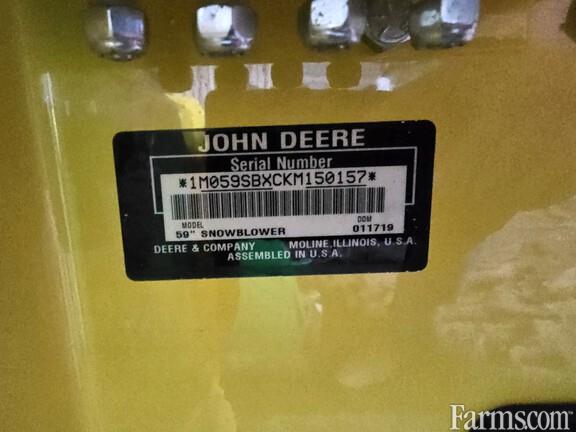 JOHN DEERE
Serial Number
*1M059SBXCKM150157*
MODEL DOM
59" SNOWBLOWER 011719
DEERE & COMPANY MOLINE, ILLINOIS, U.S.A.
ASSEMBLED IN U.S.A.
Farms.com